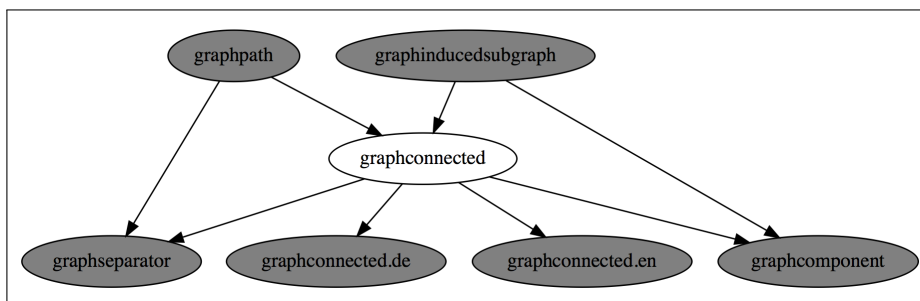 graphpath
graphinducedsubgraph
graphconnected
graphseparator
graphconnected.de
graphconnected.en
graphcomponent